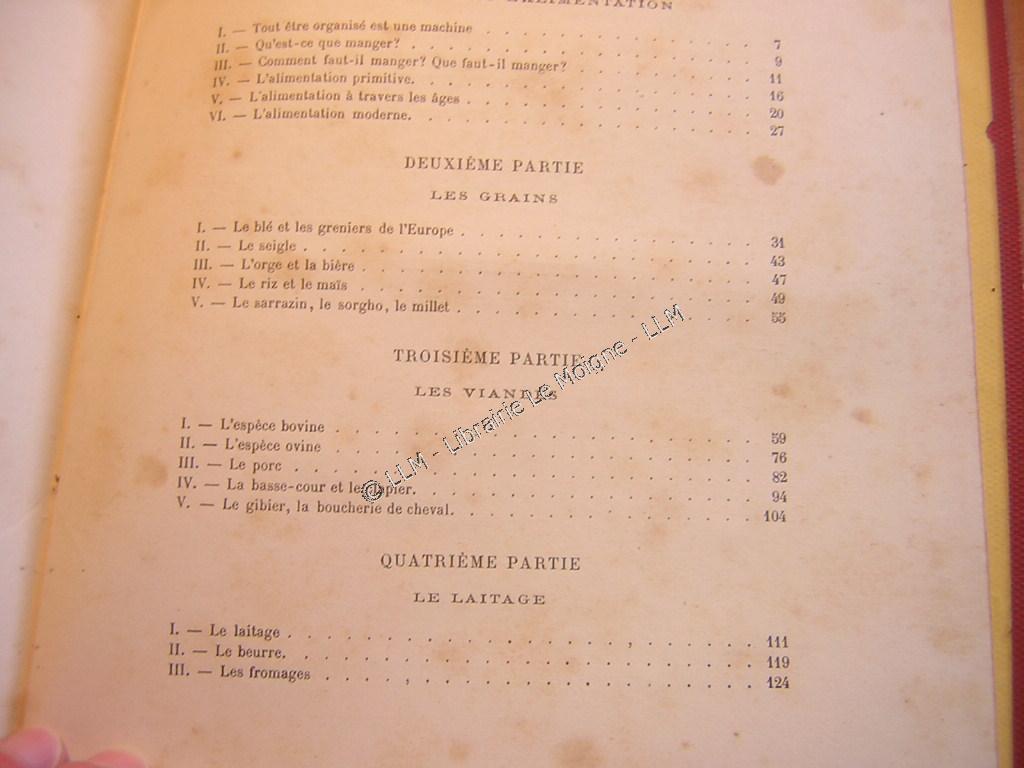 L'ALIMENTATION
I. — Tout être organisé est une machine . . . . . . . . . . . . . . . 7
II. — Qu'est-ce que manger? . . . . . . . . . . . . . . . . . . . 9
III. — Comment faut-il manger? Que faut-il manger? . . . . . . . . . . 11
IV. — L'alimentation primitive. . . . . . . . . . . . . . . . . . . 16
V. — L'alimentation à travers les âges . . . . . . . . . . . . . . . 20
VI. — L'alimentation moderne. . . . . . . . . . . . . . . . . . . 27
DEUXIÉME PARTIE
LES GRAINS
I. — Le blé et les greniers de l'Europe . . . . . . . . . . . . . . . 31
II. — Le seigle . . . . . . . . . . . . . . . . . . . . . . . . 43
III. — L'orge et la bière . . . . . . . . . . . . . . . . . . . . . 47
IV. — Le riz et le maïs . . . . . . . . . . . . . . . . . . . . . 49
V. — Le sarrazin, le sorgho, le millet . . . . . . . . . . . . . . . 55
TROISIÉME PARTIE
LES VIANDES
I. — L'espèce bovine . . . . . . . . . . . . . . . . . . . . . . 59
II. — L'espèce ovine . . . . . . . . . . . . . . . . . . . . . . 76
III. — Le porc . . . . . . . . . . . . . . . . . . . . . . . . 82
IV. — La basse-cour et le lapier. . . . . . . . . . . . . . . . . . 94
V. — Le gibier, la boucherie de cheval. . . . . . . . . . . . . . . . 104
© LLM - Librairie Le Moigne - LLM
QUATRIÈME PARTIE
LE LAITAGE
I. — Le laitage . . . . . . . . . . . . . . . . . . . . . . . . 111
II. — Le beurre. . . . . . . . . . . . . . . . . . . . . . . . 119
III. — Les fromages . . . . . . . . . . . . . . . . . . . . . . 124